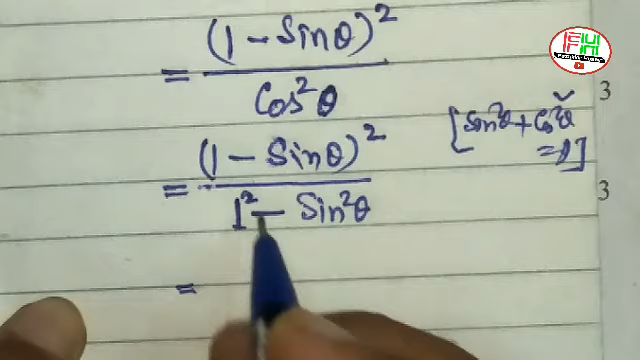 = (1 - Sinθ)² / Cos²θ
[Sin²θ + Cos²θ = 1]
= (1 - Sinθ)² / 1² - Sin²θ
=
3
3